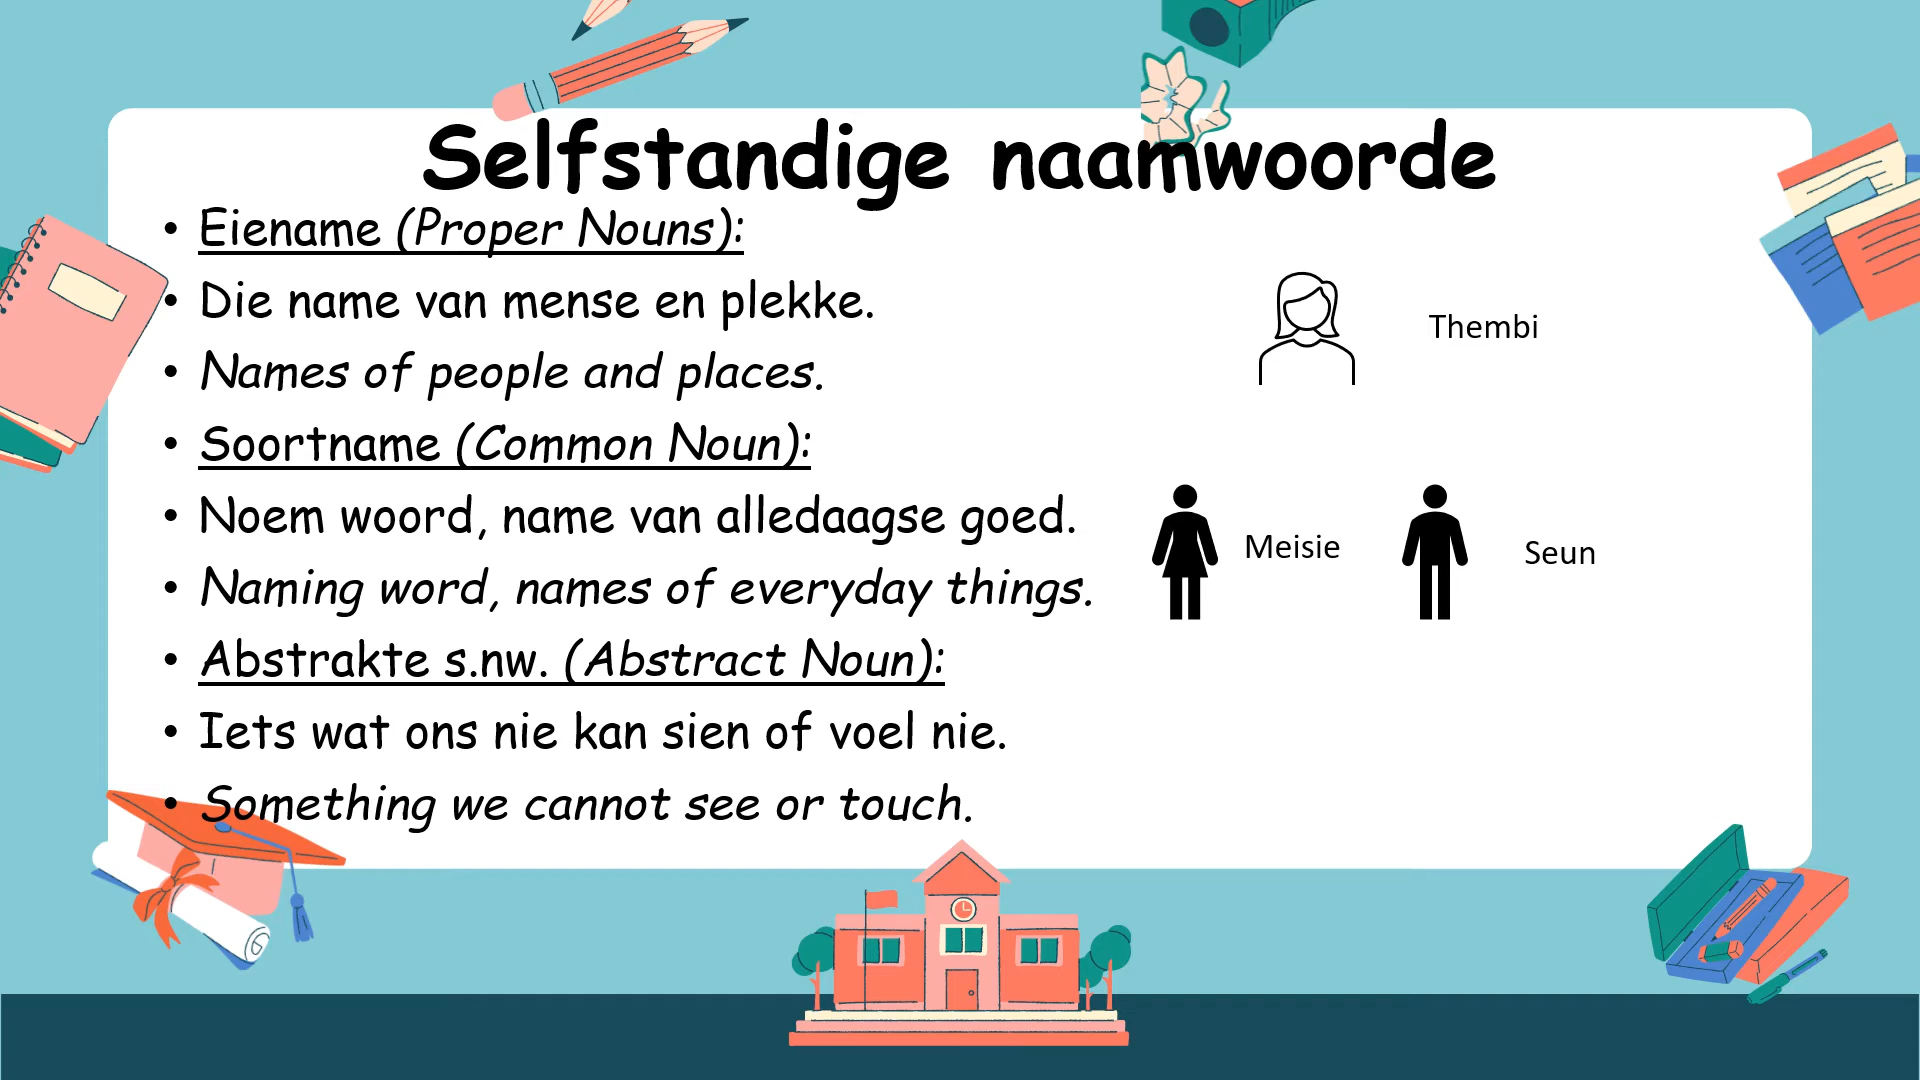 Selfstandige naamwoorde
• Eiename (Proper Nouns):
• Die name van mense en plekke.
• Names of people and places.
Thembi
• Soortname (Common Noun):
• Noem woord, name van alledaagse goed.
• Naming word, names of everyday things.
Meisie
Seun
• Abstrakte s.nw. (Abstract Noun):
• Iets wat ons nie kan sien of voel nie.
• Something we cannot see or touch.